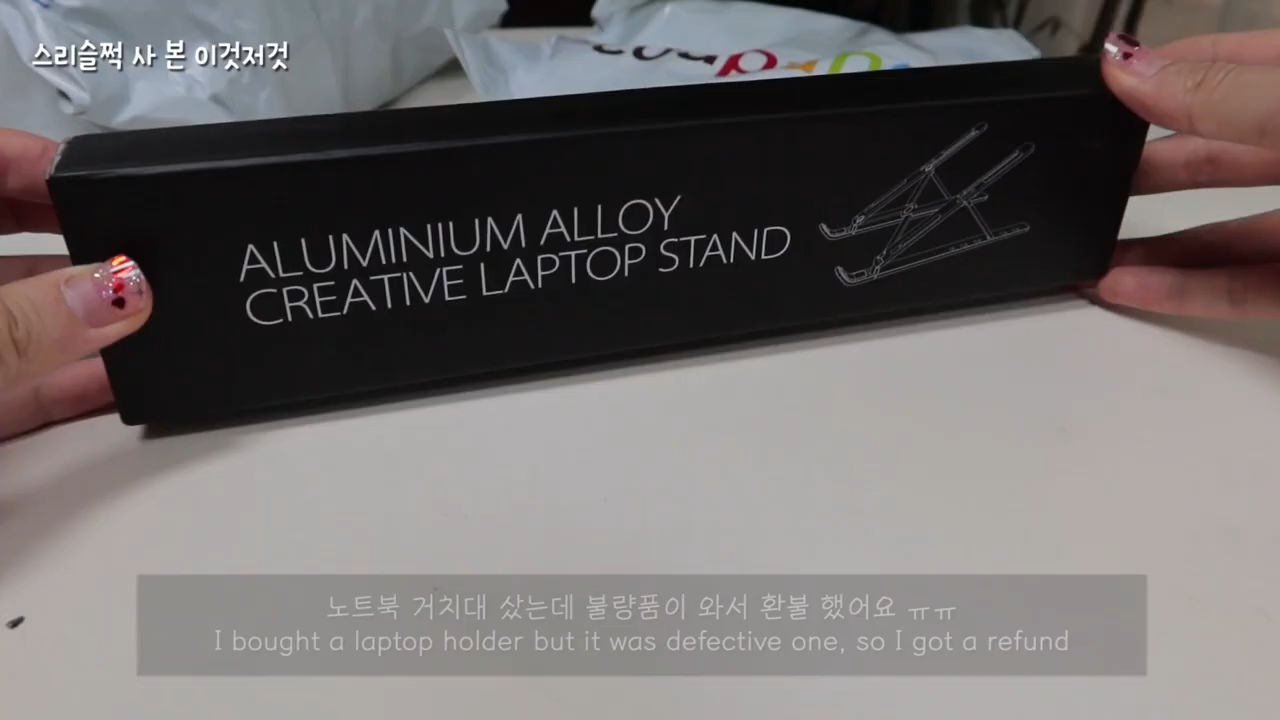 스리슬쩍 사 본 이것저것
coupang
ALUMINIUM ALLOY
CREATIVE LAPTOP STAND
노트북 거치대 샀는데 불량품이 와서 환불 했어요 ㅠㅠ
I bought a laptop holder but it was defective one, so I got a refund